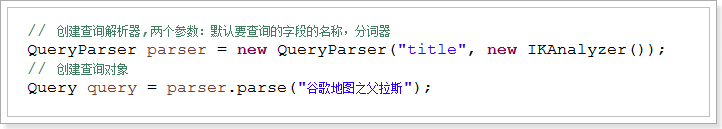 // 创建查询解析器,两个参数：默认要查询的字段的名称，分词器
QueryParser parser = new QueryParser("title", new IKAnalyzer());
// 创建查询对象
Query query = parser.parse("谷歌地图之父拉斯");